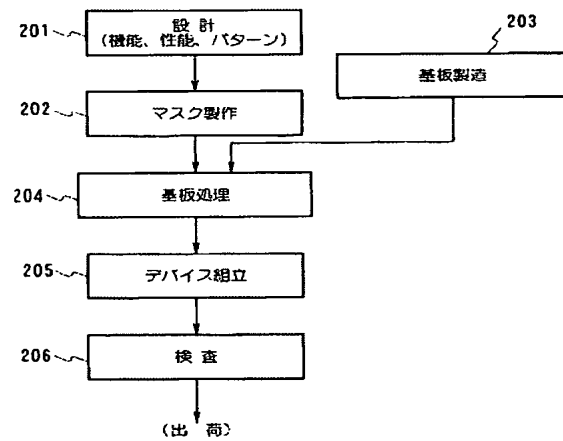 201
設 計
(機能、性能、パターン)
203
基板製造
202
マスク製作
204
基板処理
205
デバイス組立
206
検 査
(出 荷)